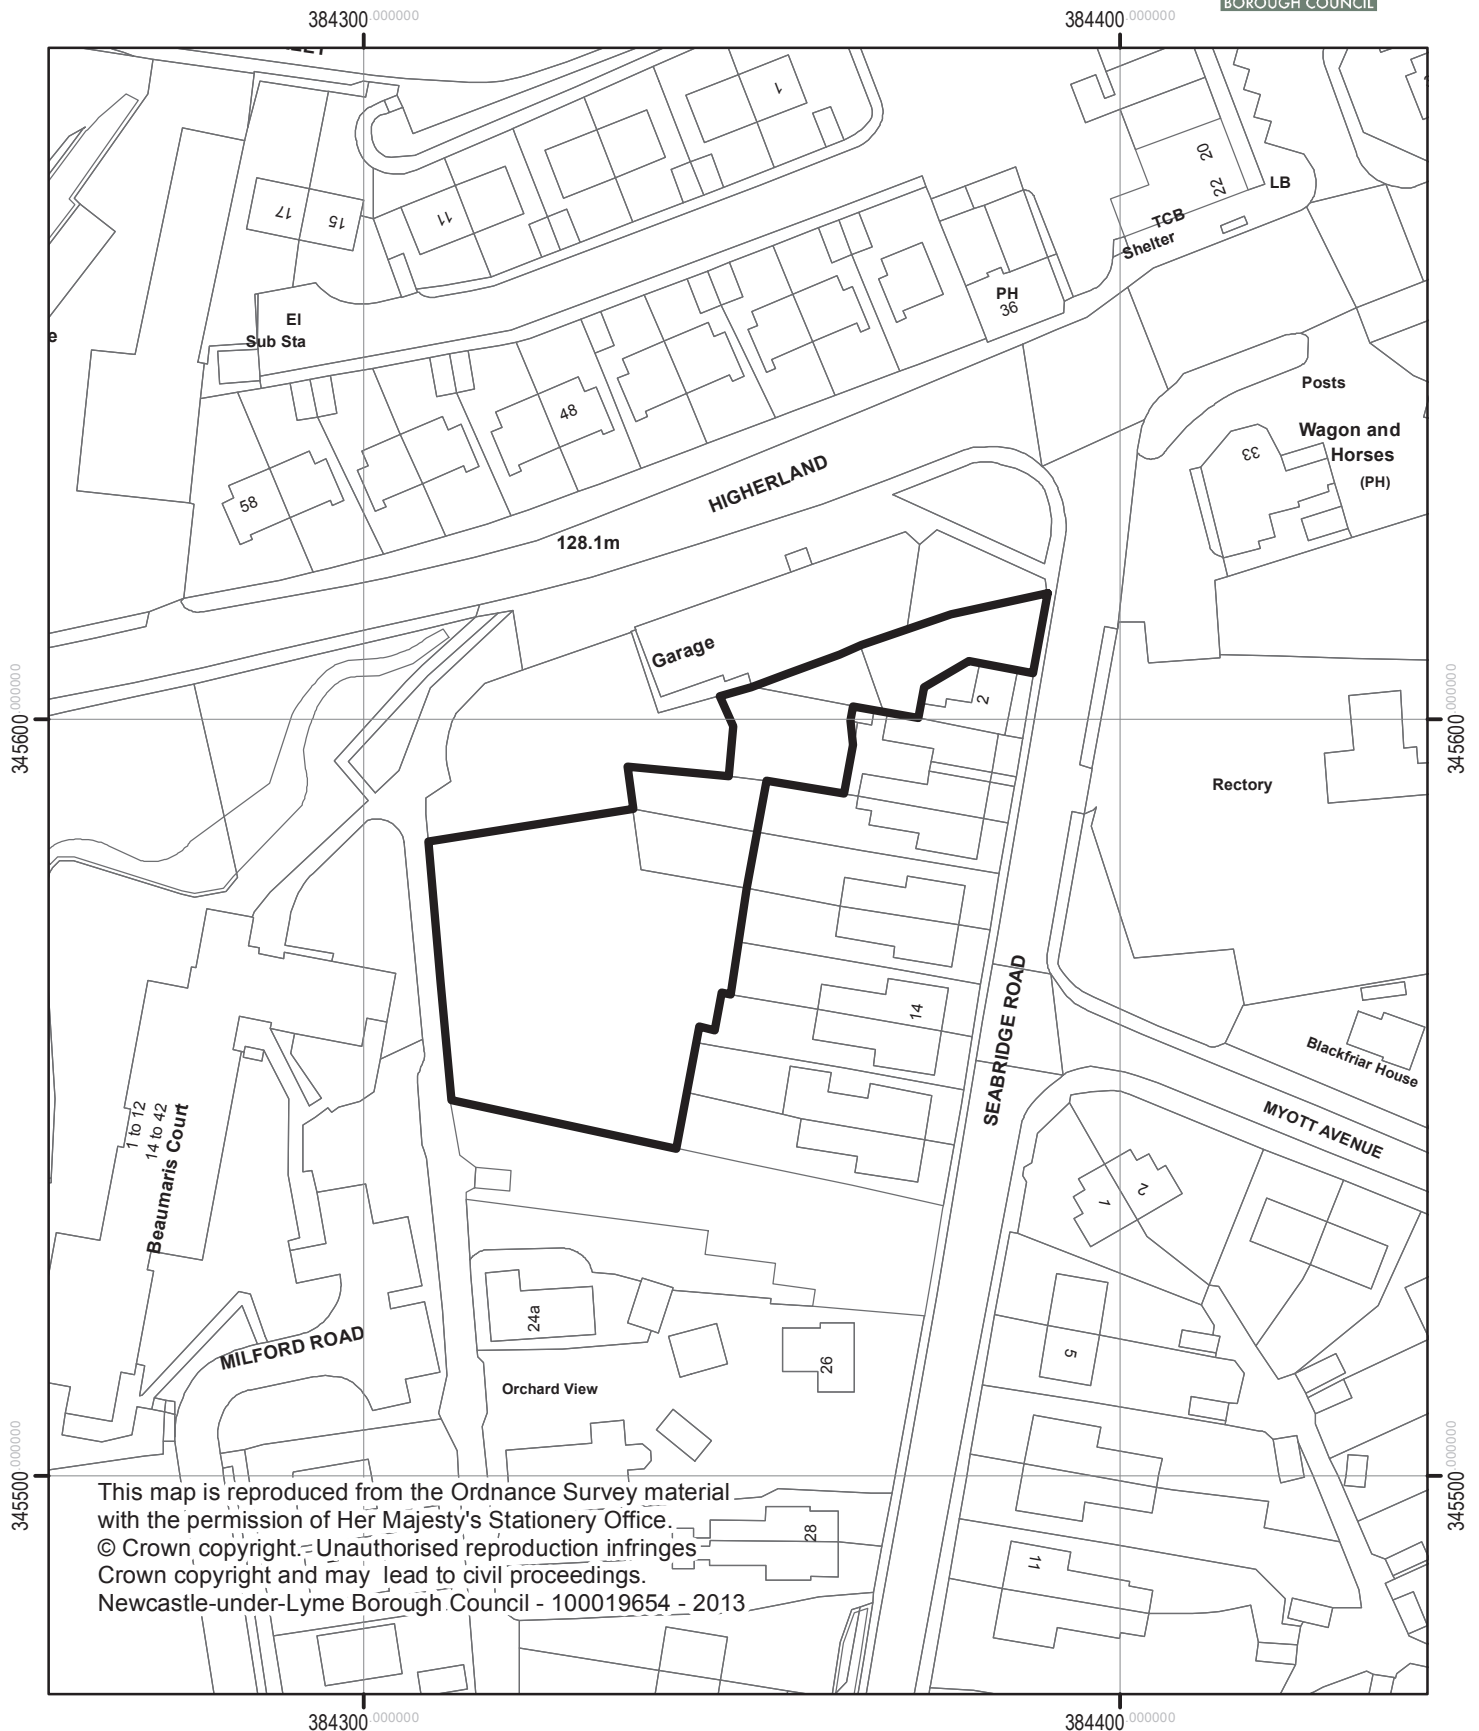 BOROUGH COUNCIL
384300.000000
384400.000000
1
17
15
11
20
22
LB
TCB
Shelter
El
Sub Sta
PH
36
Posts
48
Wagon and
Horses
(PH)
33
HIGHERLAND
58
128.1m
Garage
2
345600.000000
345600.000000
Rectory
14
SEABRIDGE ROAD
Blackfriar House
MYOTT AVENUE
1 to 12
14 to 42
Beaumaris Court
1
2
24a
26
5
MILFORD ROAD
Orchard View
345500.000000
345500.000000
28
11
This map is reproduced from the Ordnance Survey material
with the permission of Her Majesty's Stationery Office.
© Crown copyright. Unauthorised reproduction infringes
Crown copyright and may lead to civil proceedings.
Newcastle-under-Lyme Borough Council - 100019654 - 2013
384300.000000
384400.000000